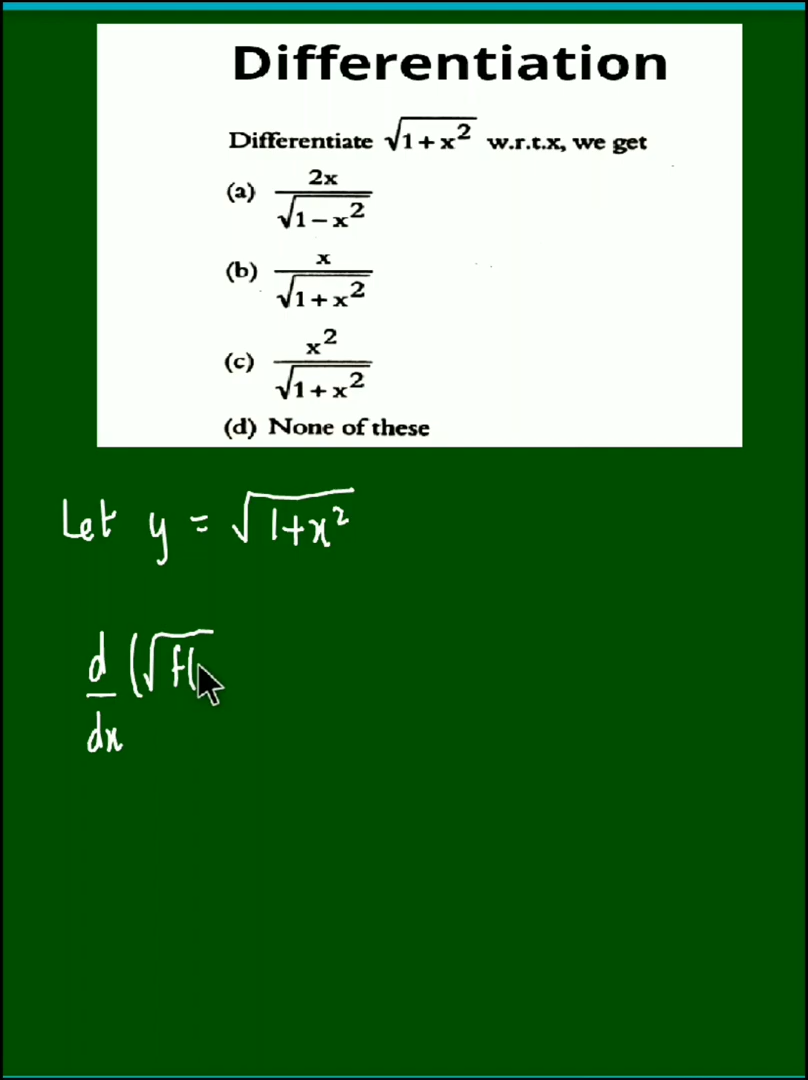 Differentiation
Differentiate √(1+x²) w.r.t.x, we get
(a) 2x/√(1−x²)
(b) x/√(1+x²)
(c) x²/√(1+x²)
(d) None of these
Let y = √(1+x²)
d/dx (√f(